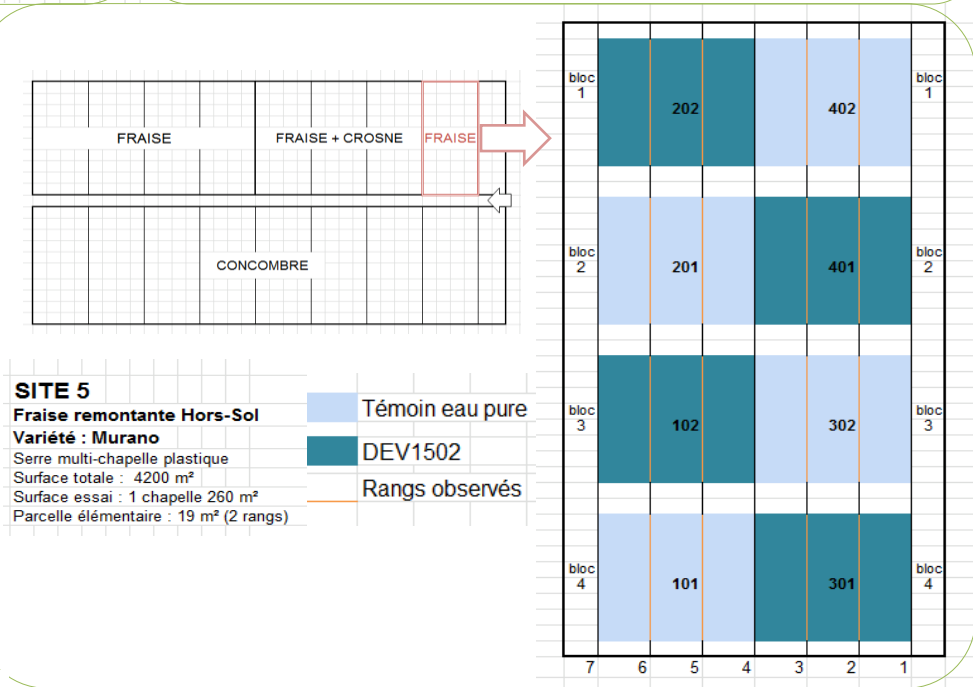 FRAISE
FRAISE + CROSNE
FRAISE
CONCOMBRE
SITE 5
Fraise remontante Hors-Sol
Variété : Murano
Serre multi-chapelle plastique
Surface totale : 4200 m²
Surface essai : 1 chapelle 260 m²
Parcelle élémentaire : 19 m² (2 rangs)
Témoin eau pure
DEV1502
Rangs observés
bloc
1
202
402
bloc
1
bloc
2
201
401
bloc
2
bloc
3
102
302
bloc
3
bloc
4
101
301
bloc
4
7 6 5 4 3 2 1